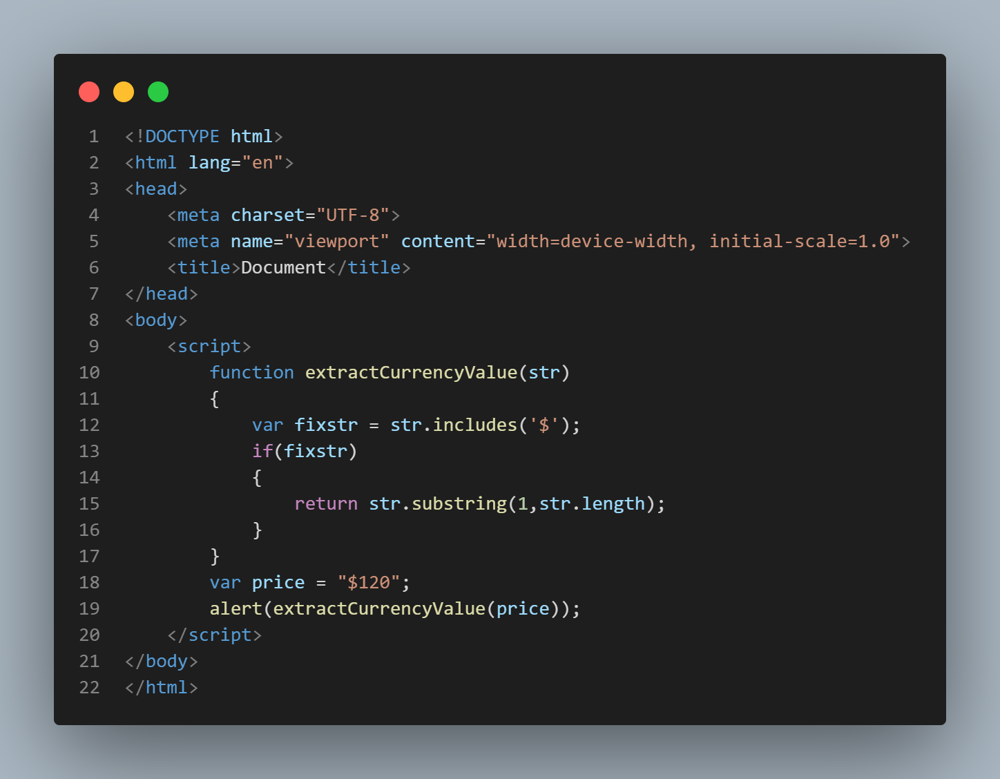 1 <!DOCTYPE html>
2 <html lang="en">
3 <head>
4     <meta charset="UTF-8">
5     <meta name="viewport" content="width=device-width, initial-scale=1.0">
6     <title>Document</title>
7 </head>
8 <body>
9     <script>
10         function extractCurrencyValue(str)
11         {
12             var fixstr = str.includes('$');
13             if(fixstr)
14             {
15                 return str.substring(1,str.length);
16             }
17         }
18         var price = "$120";
19         alert(extractCurrencyValue(price));
20     </script>
21 </body>
22 </html>